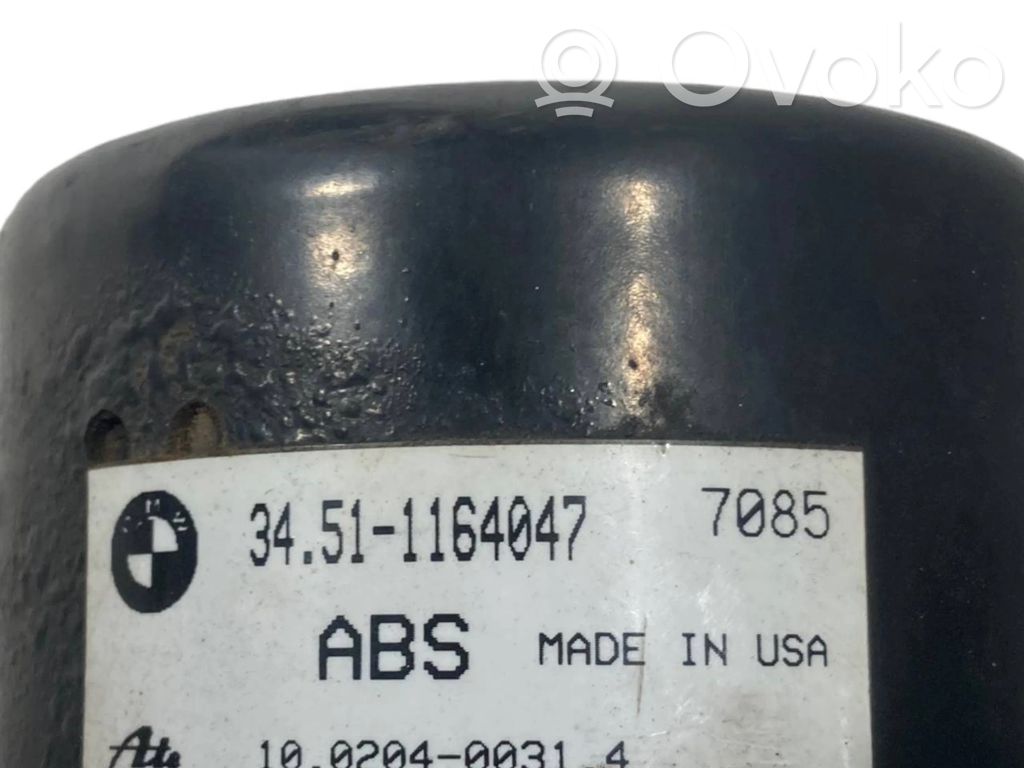 Ovoko
34.51-1164047 7085
ABS MADE IN USA
Ate 10.0204-0031.4